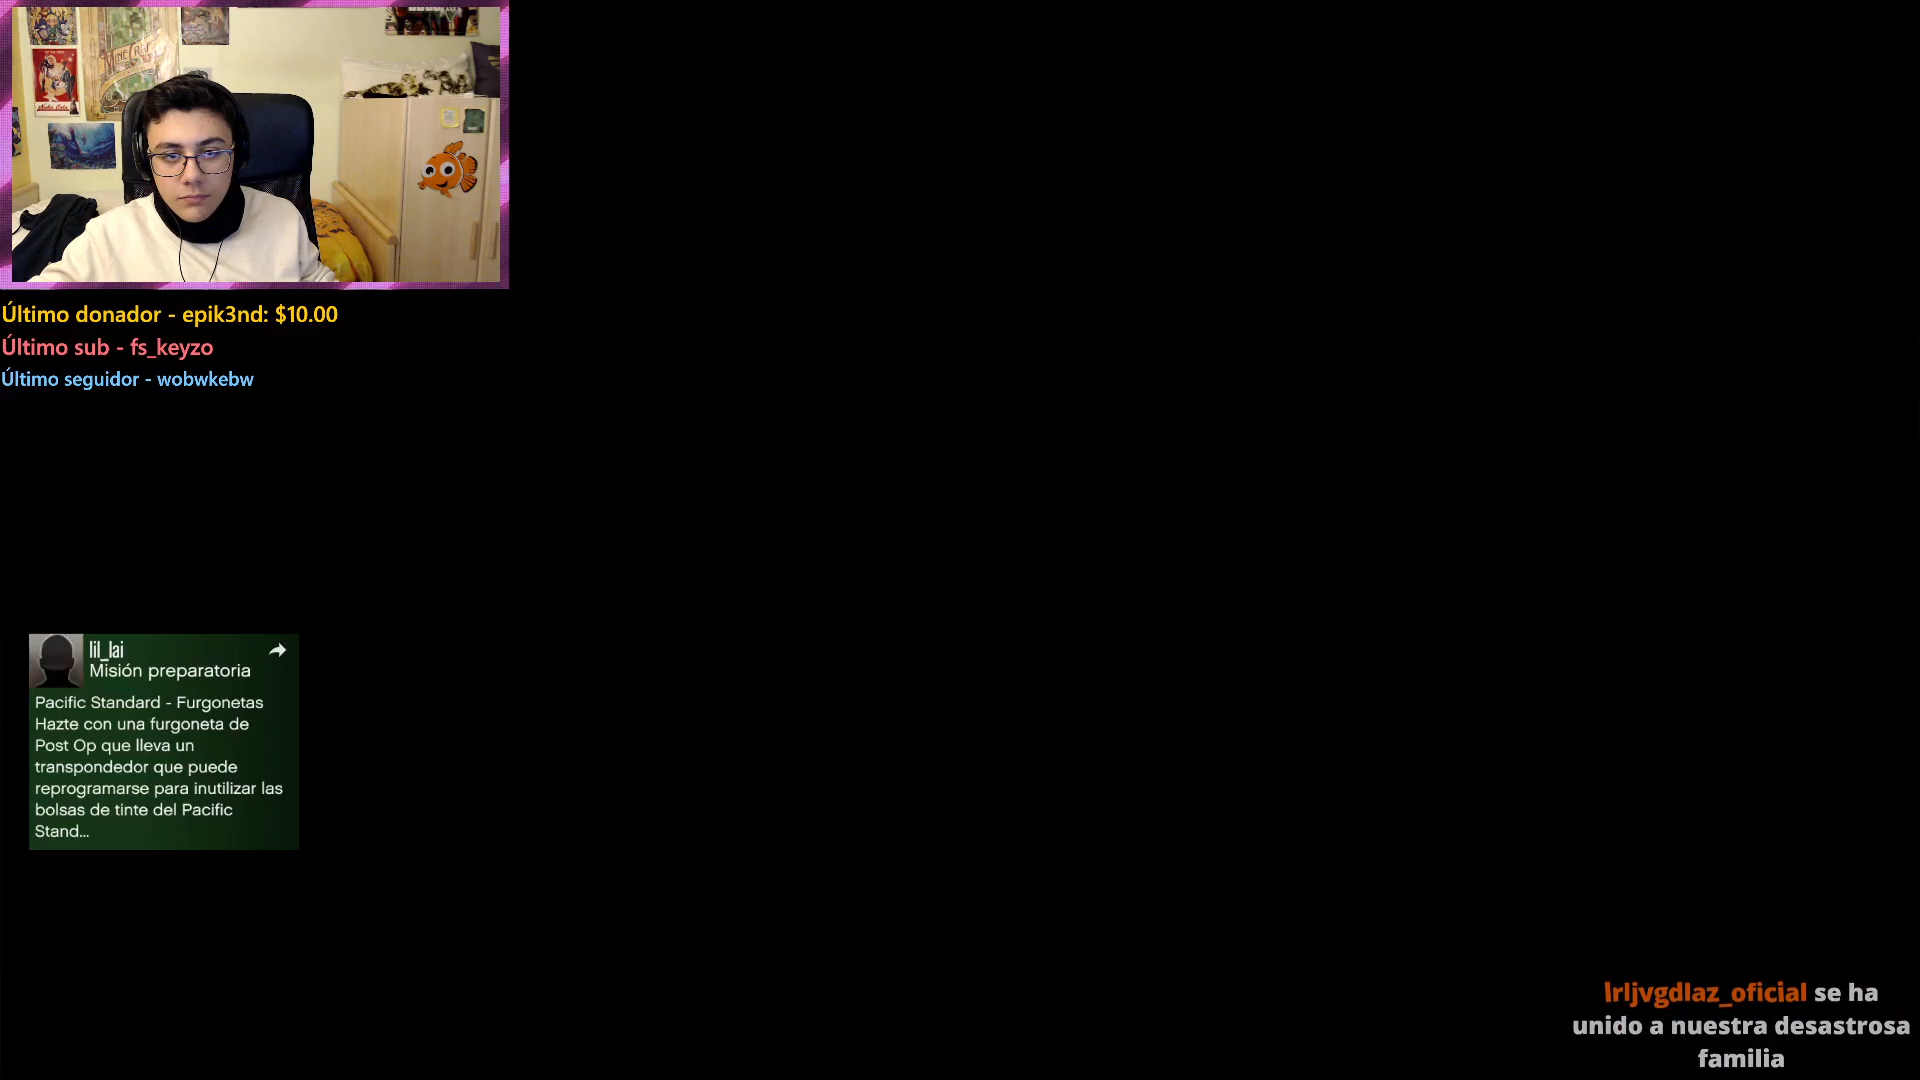 MINECRAFT
Último donador - epik3nd: $10.00
Último sub - fs_keyzo
Último seguidor - wobwkebw
lil_lai
Misión preparatoria
Pacific Standard - Furgonetas
Hazte con una furgoneta de
Post Op que lleva un
transpondedor que puede
reprogramarse para inutilizar las
bolsas de tinte del Pacific
Stand...
lrljvgdlaz_oficial se ha
unido a nuestra desastrosa
familia